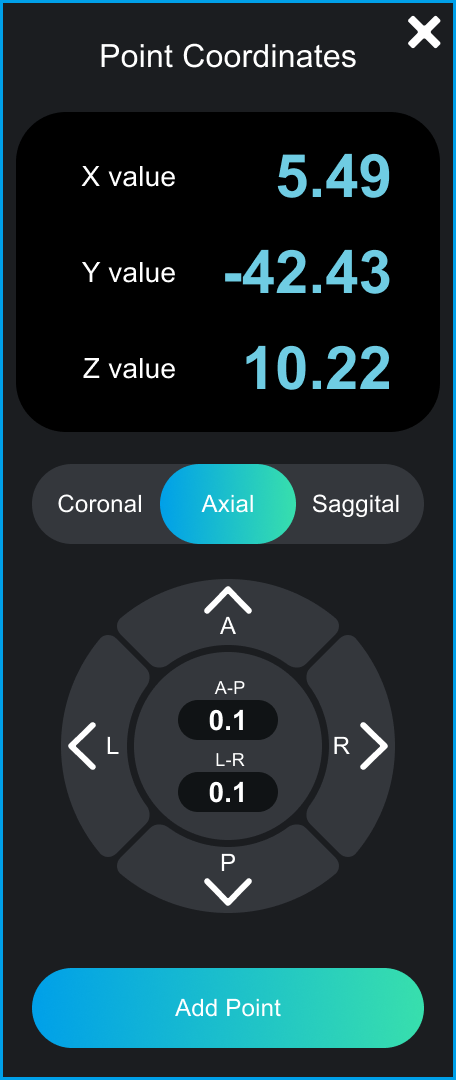 Point Coordinates
X value 5.49
Y value -42.43
Z value 10.22
Coronal Axial Saggital
A
A-P
0.1
L R
L-R
0.1
P
Add Point